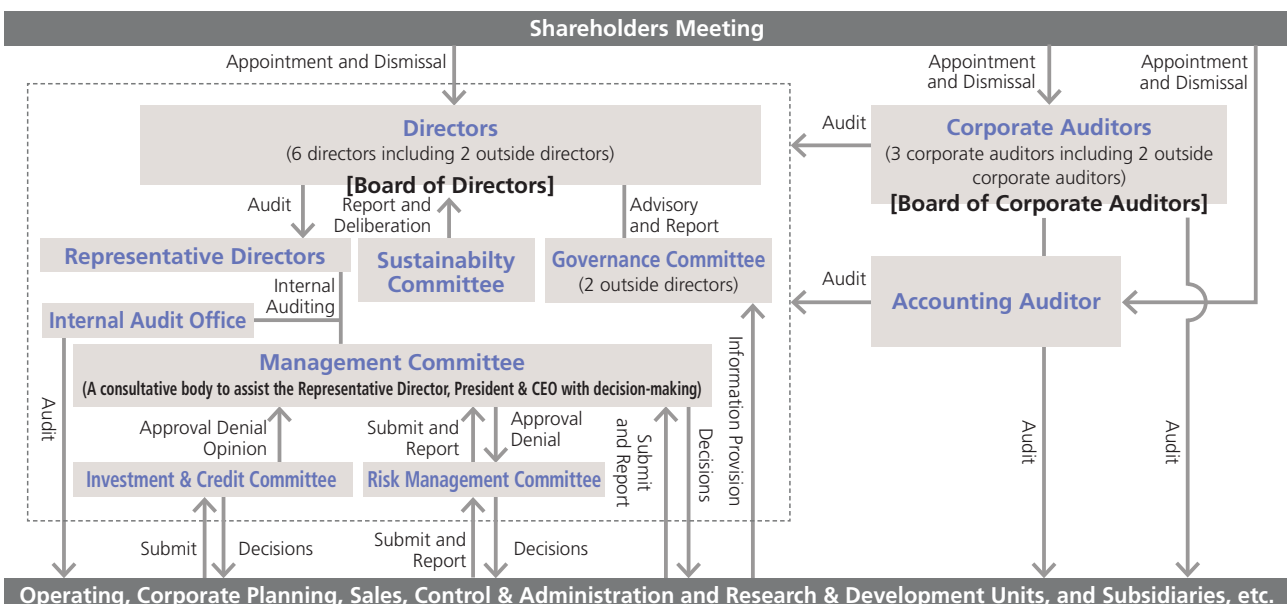 Shareholders Meeting
Appointment and Dismissal
Appointment
and Dismissal
Appointment
and Dismissal
Directors
(6 directors including 2 outside directors)
[Board of Directors]
Audit
Corporate Auditors
(3 corporate auditors including 2 outside
corporate auditors)
[Board of Corporate Auditors]
Audit
Report and
Deliberation
Advisory
and Report
Representative Directors
Sustainabilty
Committee
Governance Committee
(2 outside directors)
Internal
Auditing
Internal Audit Office
Audit
Accounting Auditor
Management Committee
(A consultative body to assist the Representative Director, President & CEO with decision-making)
Audit
Approval Denial
Opinion
Submit and
Report
Approval
Denial
Submit
and Report
Decisions
Information Provision
Audit
Audit
Investment & Credit Committee
Risk Management Committee
Submit
Decisions
Submit and
Report
Decisions
Operating, Corporate Planning, Sales, Control & Administration and Research & Development Units, and Subsidiaries, etc.